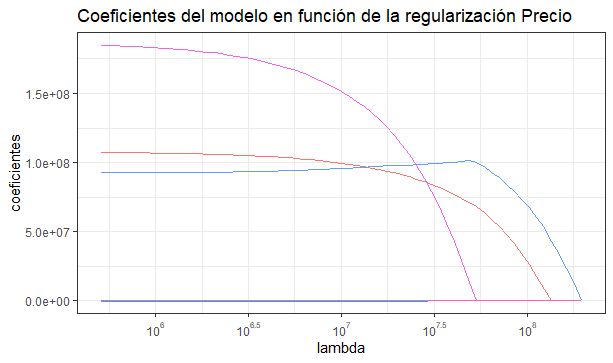 Coeficientes del modelo en función de la regularización Precio
coeficientes
1.5e+08
1.0e+08
5.0e+07
0.0e+00
10^6 10^6.5 10^7 10^7.5 10^8
lambda